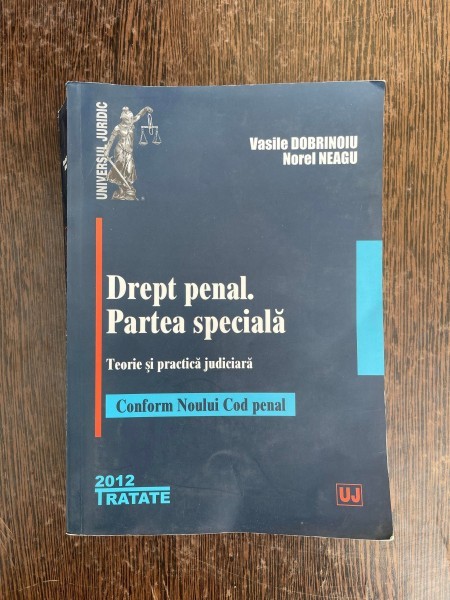 UNIVERSUL JURIDIC
Vasile DOBRINOIU
Norel NEAGU
Drept penal.
Partea specială
Teorie şi practică judiciară
Conform Noului Cod penal
2012
TRATATE
UJ